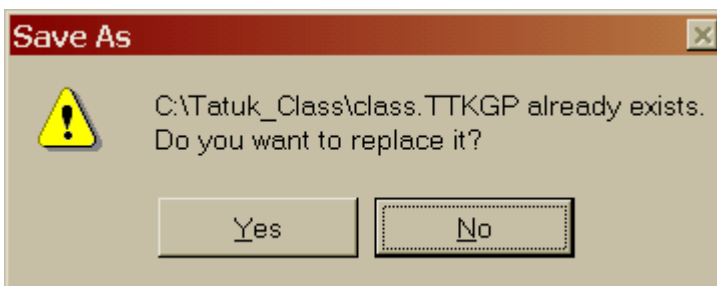 Save As
C:\Tatuk_Class\class.TTKGP already exists.
Do you want to replace it?
Yes
No